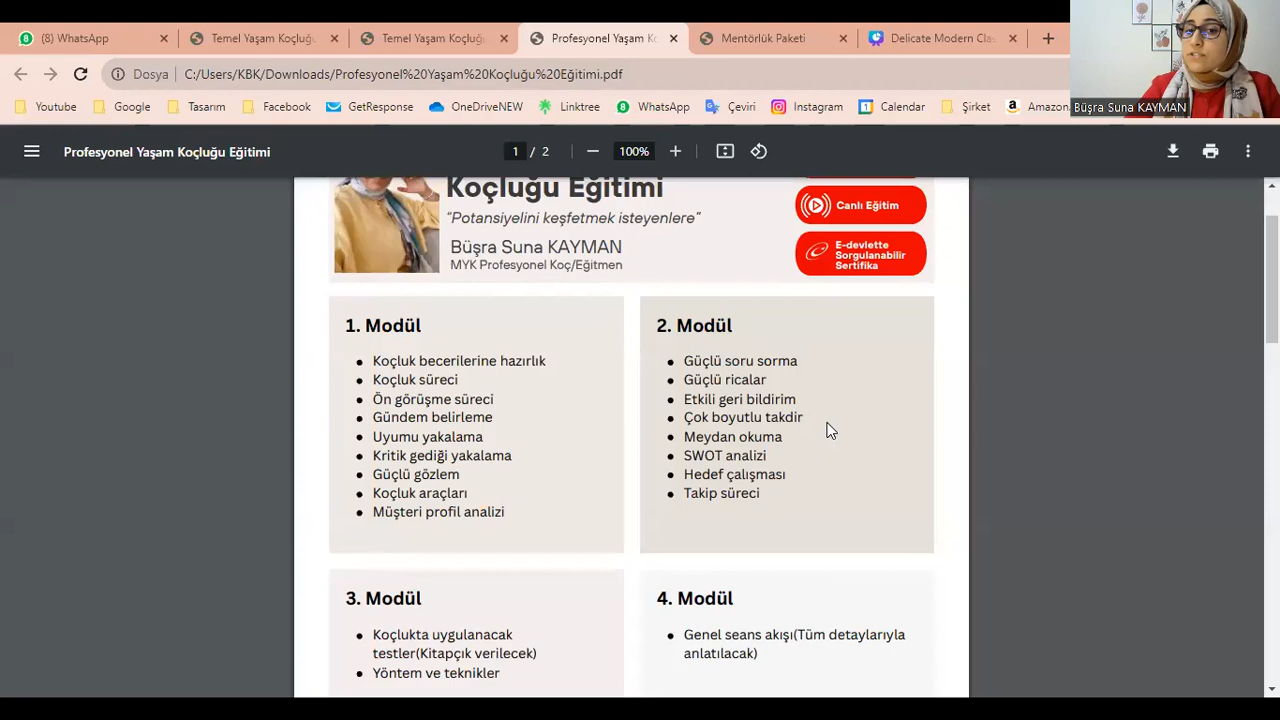 (8) WhatsApp
Temel Yaşam Koçluğu
Temel Yaşam Koçluğu
Profesyonel Yaşam Ko
Mentörlük Paketi
Delicate Modern Cla
Dosya
C:/Users/KBK/Downloads/Profesyonel%20Yaşam%20Koçluğu%20Eğitimi.pdf
Youtube
Google
Tasarım
Facebook
GetResponse
OneDriveNEW
Linktree
WhatsApp
Çeviri
Instagram
Calendar
Şirket
Amazon
Büşra Suna KAYMAN
Profesyonel Yaşam Koçluğu Eğitimi
1 / 2
100%
Koçluğu Eğitimi
“Potansiyelini keşfetmek isteyenlere”
Büşra Suna KAYMAN
MYK Profesyonel Koç/Eğitmen
Canlı Eğitim
E-devlette
Sorgulanabilir
Sertifika
1. Modül
Koçluk becerilerine hazırlık
Koçluk süreci
Ön görüşme süreci
Gündem belirleme
Uyumu yakalama
Kritik gediği yakalama
Güçlü gözlem
Koçluk araçları
Müşteri profil analizi
2. Modül
Güçlü soru sorma
Güçlü ricalar
Etkili geri bildirim
Çok boyutlu takdir
Meydan okuma
SWOT analizi
Hedef çalışması
Takip süreci
3. Modül
Koçlukta uygulanacak
testler(Kitapçık verilecek)
Yöntem ve teknikler
4. Modül
Genel seans akışı(Tüm detaylarıyla
anlatılacak)